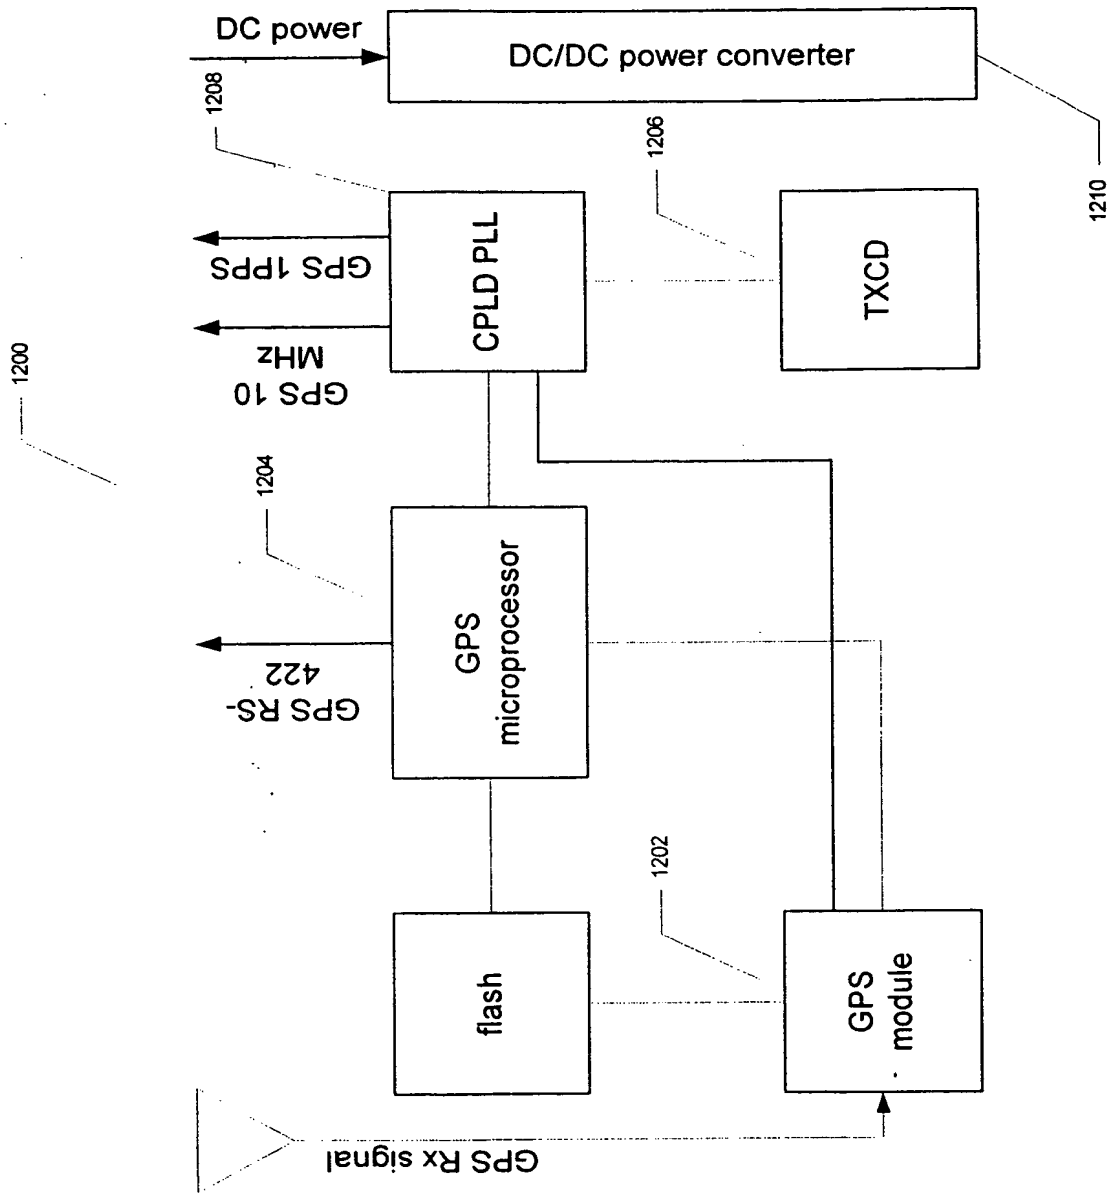 DC power
DC/DC power converter
1208
1206
1210
GPS 1PPS
GPS 10
MHz
CPLD PLL
TXCD
1200
1204
GPS RS-
422
GPS
microprocessor
1202
flash
GPS
module
GPS Rx signal